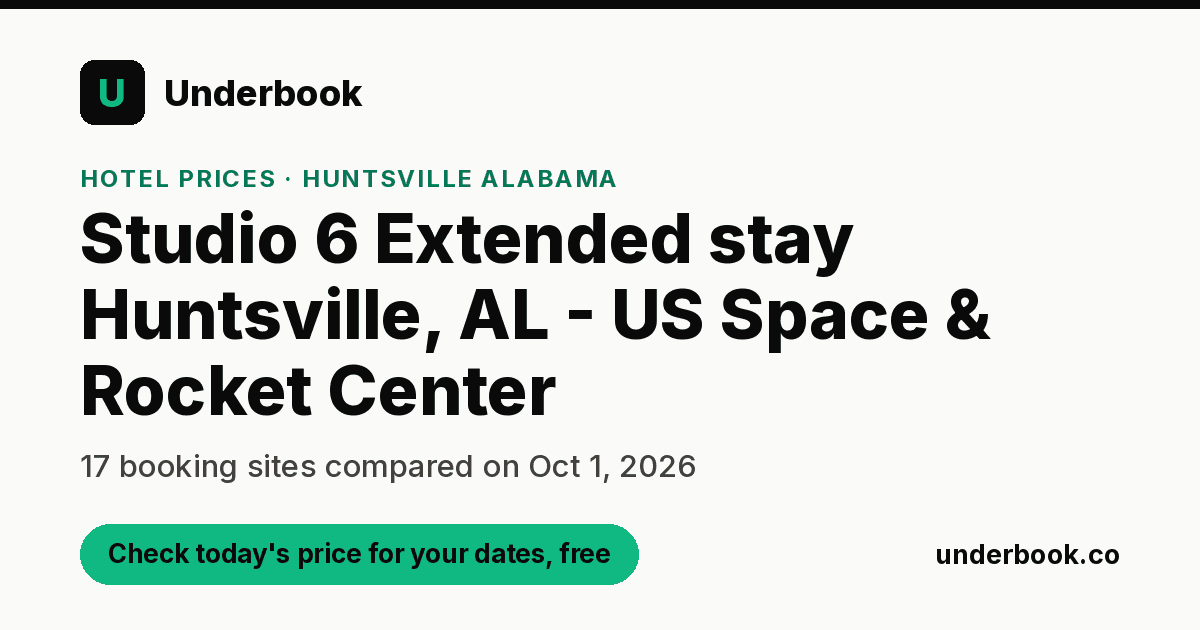 U Underbook
HOTEL PRICES · HUNTSVILLE ALABAMA
Studio 6 Extended stay
Huntsville, AL - US Space &
Rocket Center
17 booking sites compared on Oct 1, 2026
Check today's price for your dates, free
underbook.co